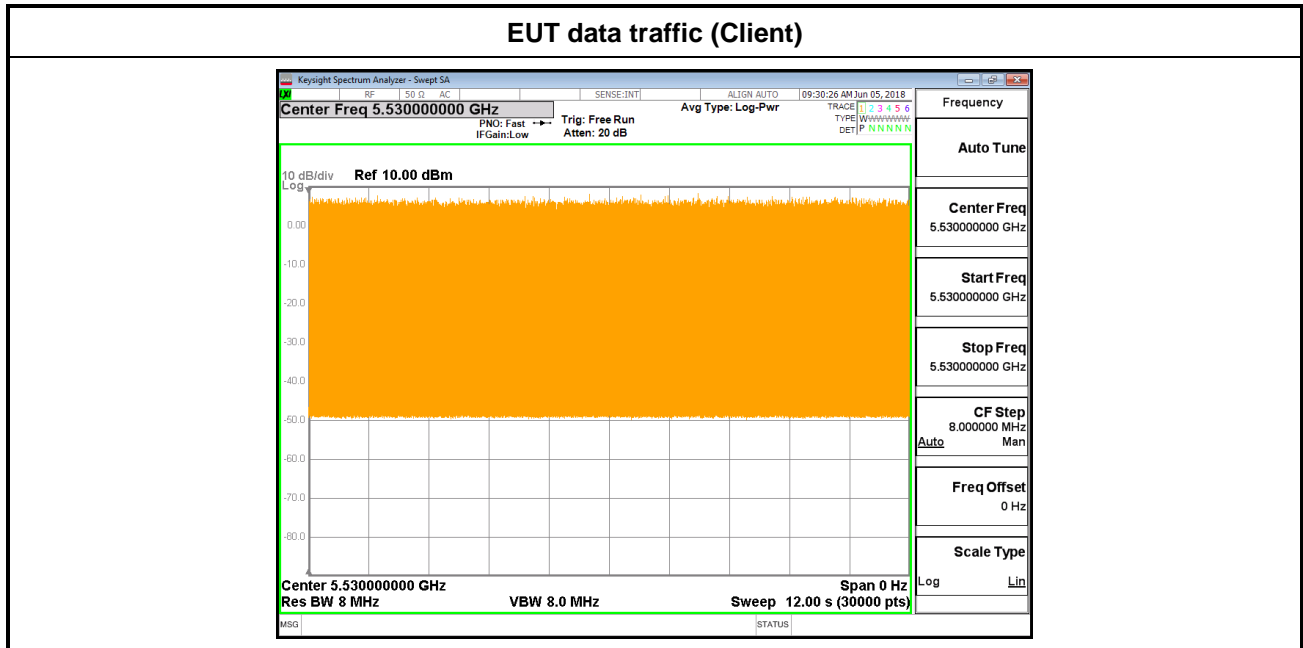 EUT data traffic (Client)
Keysight Spectrum Analyzer - Swept SA
LXI RF 50 Ω AC SENSE:INT ALIGN AUTO 09:30:26 AM Jun 05, 2018
Center Freq 5.530000000 GHz
PNO: Fast
IFGain:Low
Trig: Free Run
Atten: 20 dB
Avg Type: Log-Pwr
TRACE 1 2 3 4 5 6
TYPE WWWWWW
DET P N N N N N
10 dB/div
Log
Ref 10.00 dBm
0.00
-10.0
-20.0
-30.0
-40.0
-50.0
-60.0
-70.0
-80.0
Center 5.530000000 GHz
Span 0 Hz
Res BW 8 MHz
VBW 8.0 MHz
Sweep 12.00 s (30000 pts)
MSG
STATUS
Frequency
Auto Tune
Center Freq
5.530000000 GHz
Start Freq
5.530000000 GHz
Stop Freq
5.530000000 GHz
CF Step
8.000000 MHz
Auto Man
Freq Offset
0 Hz
Scale Type
Log Lin